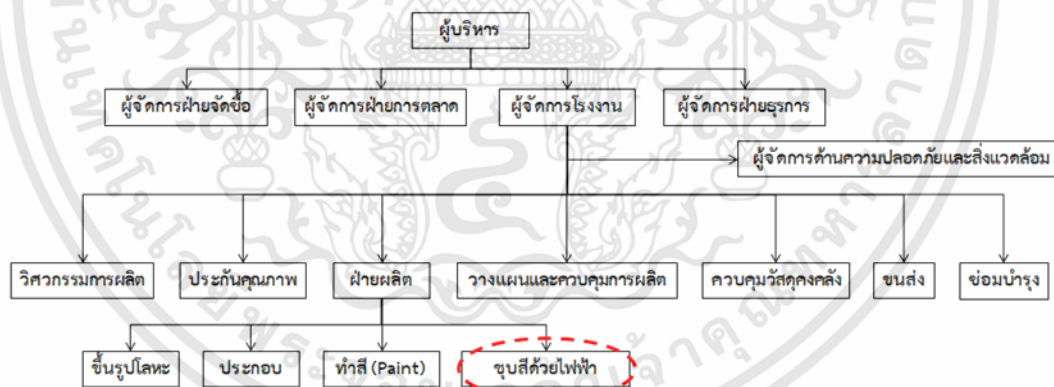 ผู้บริหาร
ผู้จัดการฝ่ายจัดซื้อ
ผู้จัดการฝ่ายการตลาด
ผู้จัดการโรงงาน
ผู้จัดการฝ่ายธุรการ
ผู้จัดการด้านความปลอดภัยและสิ่งแวดล้อม
วิศวกรรมการผลิต
ประกันคุณภาพ
ฝ่ายผลิต
วางแผนและควบคุมการผลิต
ควบคุมวัสดุคงคลัง
ขนส่ง
ซ่อมบำรุง
ขึ้นรูปโลหะ
ประกอบ
ทำสี (Paint)
ชุบสีด้วยไฟฟ้า